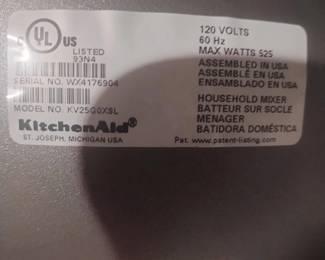 C UL US
LISTED
93N4
SERIAL NO. WX4176904
MODEL NO. KV25G0XSL
KitchenAid®
ST. JOSEPH, MICHIGAN USA
120 VOLTS
60 Hz
MAX WATTS 525
ASSEMBLED IN USA
ASSEMBLÉ EN USA
ENSAMBLADO EN USA
HOUSEHOLD MIXER
BATTEUR SUR SOCLE
MENAGER
BATIDORA DOMÉSTICA
Pat. www.patent-listing.com